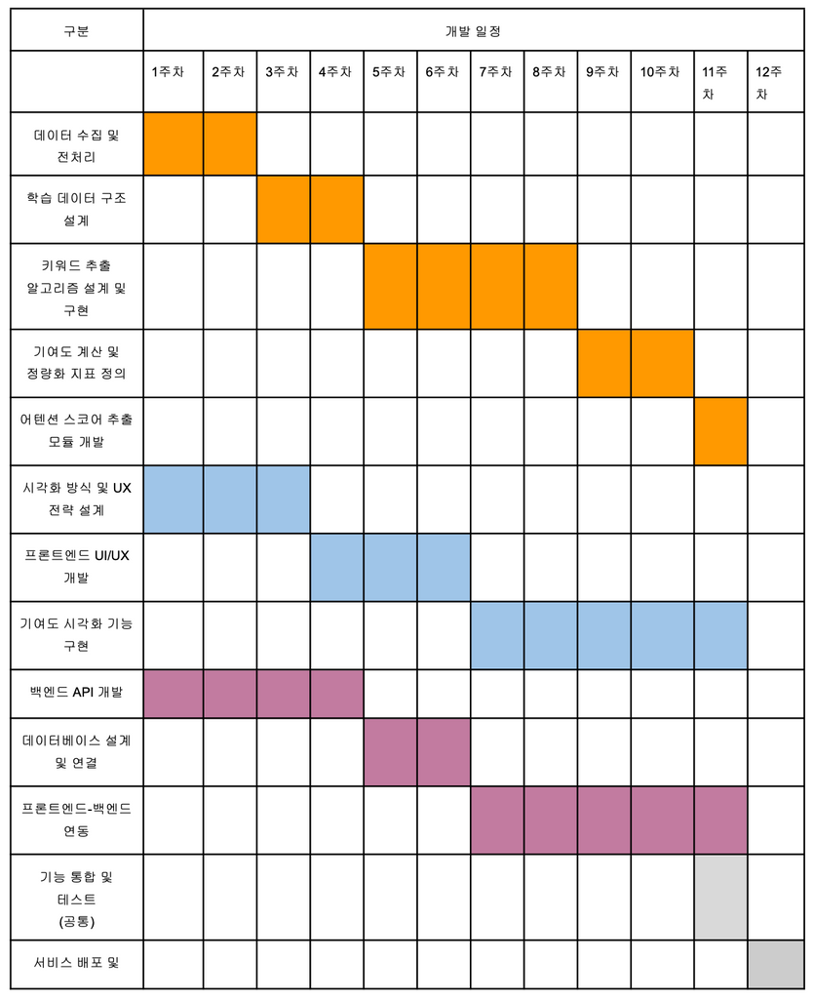 구분
개발 일정
1주차
2주차
3주차
4주차
5주차
6주차
7주차
8주차
9주차
10주차
11주
차
12주
차
데이터 수집 및
전처리
학습 데이터 구조
설계
키워드 추출
알고리즘 설계 및
구현
기여도 계산 및
정량화 지표 정의
어텐션 스코어 추출
모듈 개발
시각화 방식 및 UX
전략 설계
프론트엔드 UI/UX
개발
기여도 시각화 기능
구현
백엔드 API 개발
데이터베이스 설계
및 연결
프론트엔드-백엔드
연동
기능 통합 및
테스트
(공통)
서비스 배포 및